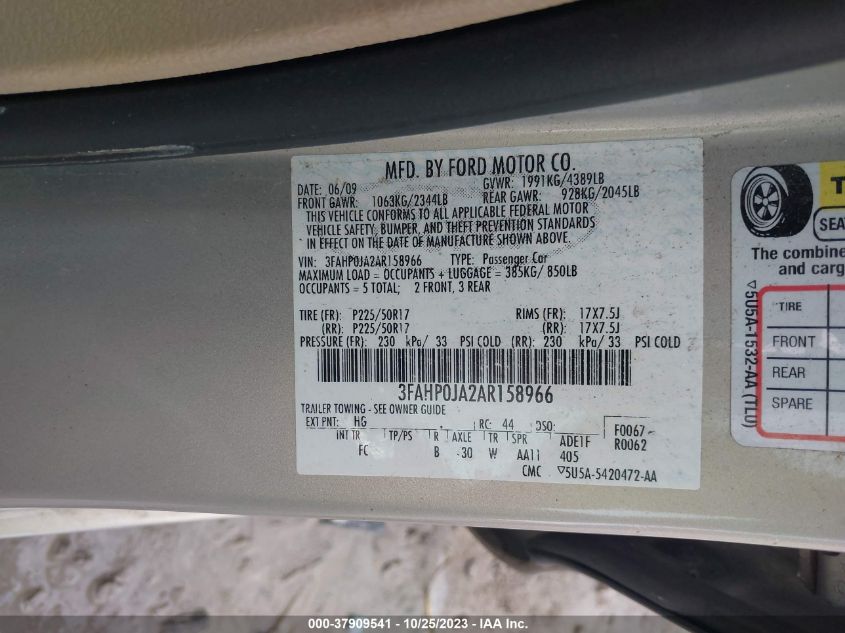 MFD. BY FORD MOTOR CO.
DATE: 06/09 GVWR: 1991KG/4389LB
FRONT GAWR: 1063KG/2344LB REAR GAWR: 928KG/2045LB
THIS VEHICLE CONFORMS TO ALL APPLICABLE FEDERAL MOTOR
VEHICLE SAFETY, BUMPER, AND THEFT PREVENTION STANDARDS
IN EFFECT ON THE DATE OF MANUFACTURE SHOWN ABOVE.
VIN: 3FAHP0JA2AR158966 TYPE: Passenger Car
MAXIMUM LOAD = OCCUPANTS + LUGGAGE = 385KG/ 850LB
OCCUPANTS = 5 TOTAL; 2 FRONT, 3 REAR
TIRE (FR): P225/50R17 RIMS (FR): 17X7.5J
(RR): P225/50R17 (RR): 17X7.5J
PRESSURE (FR): 230 kPa/ 33 PSI COLD (RR): 230 kPa/ 33 PSI COLD
3FAHP0JA2AR158966
TRAILER TOWING - SEE OWNER GUIDE
EXT PNT: HG RC: 44 DSO: F0067-
R0062
INT TR TP/PS R AXLE TR SPR ADE1F
FC B -30 W AA11 405
CMC ▽5U5A-5420472-AA
T
SEA
The combine
and carg
TIRE
FRONT
REAR
SPARE
▽5U5A-1532-AA (TLO)
000-37909541 - 10/25/2023 - IAA Inc.